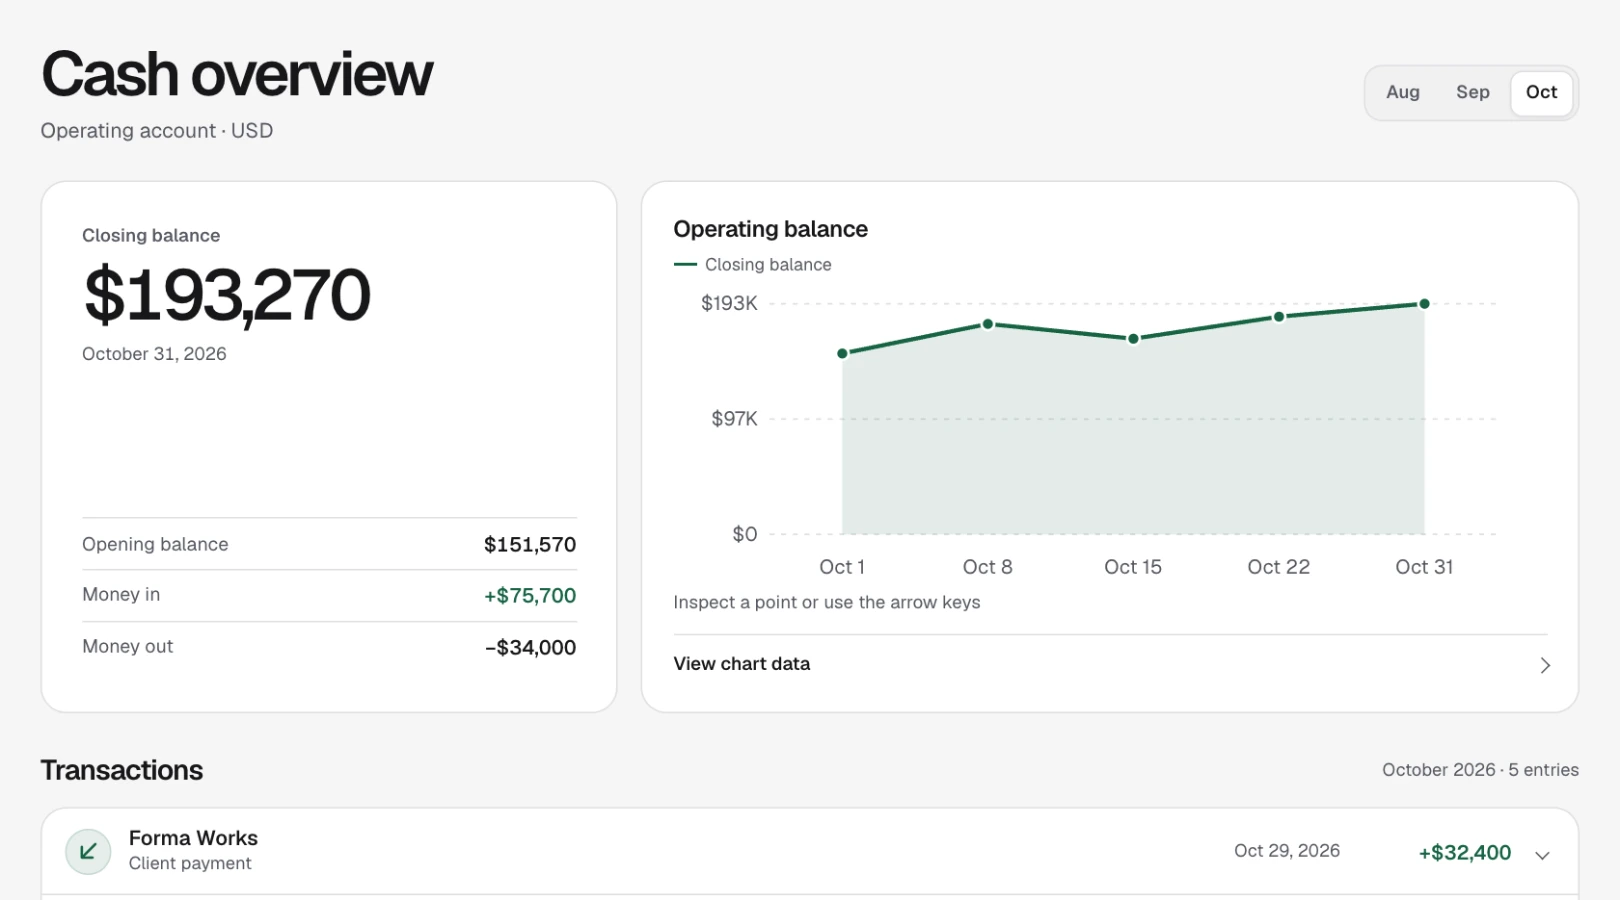 Cash overview
Operating account · USD
Aug Sep Oct
Closing balance
$193,270
October 31, 2026
Opening balance $151,570
Money in +$75,700
Money out −$34,000
Operating balance
Closing balance
$193K
$97K
$0
Oct 1 Oct 8 Oct 15 Oct 22 Oct 31
Inspect a point or use the arrow keys
View chart data
Transactions
October 2026 · 5 entries
Forma Works
Client payment
Oct 29, 2026
+$32,400